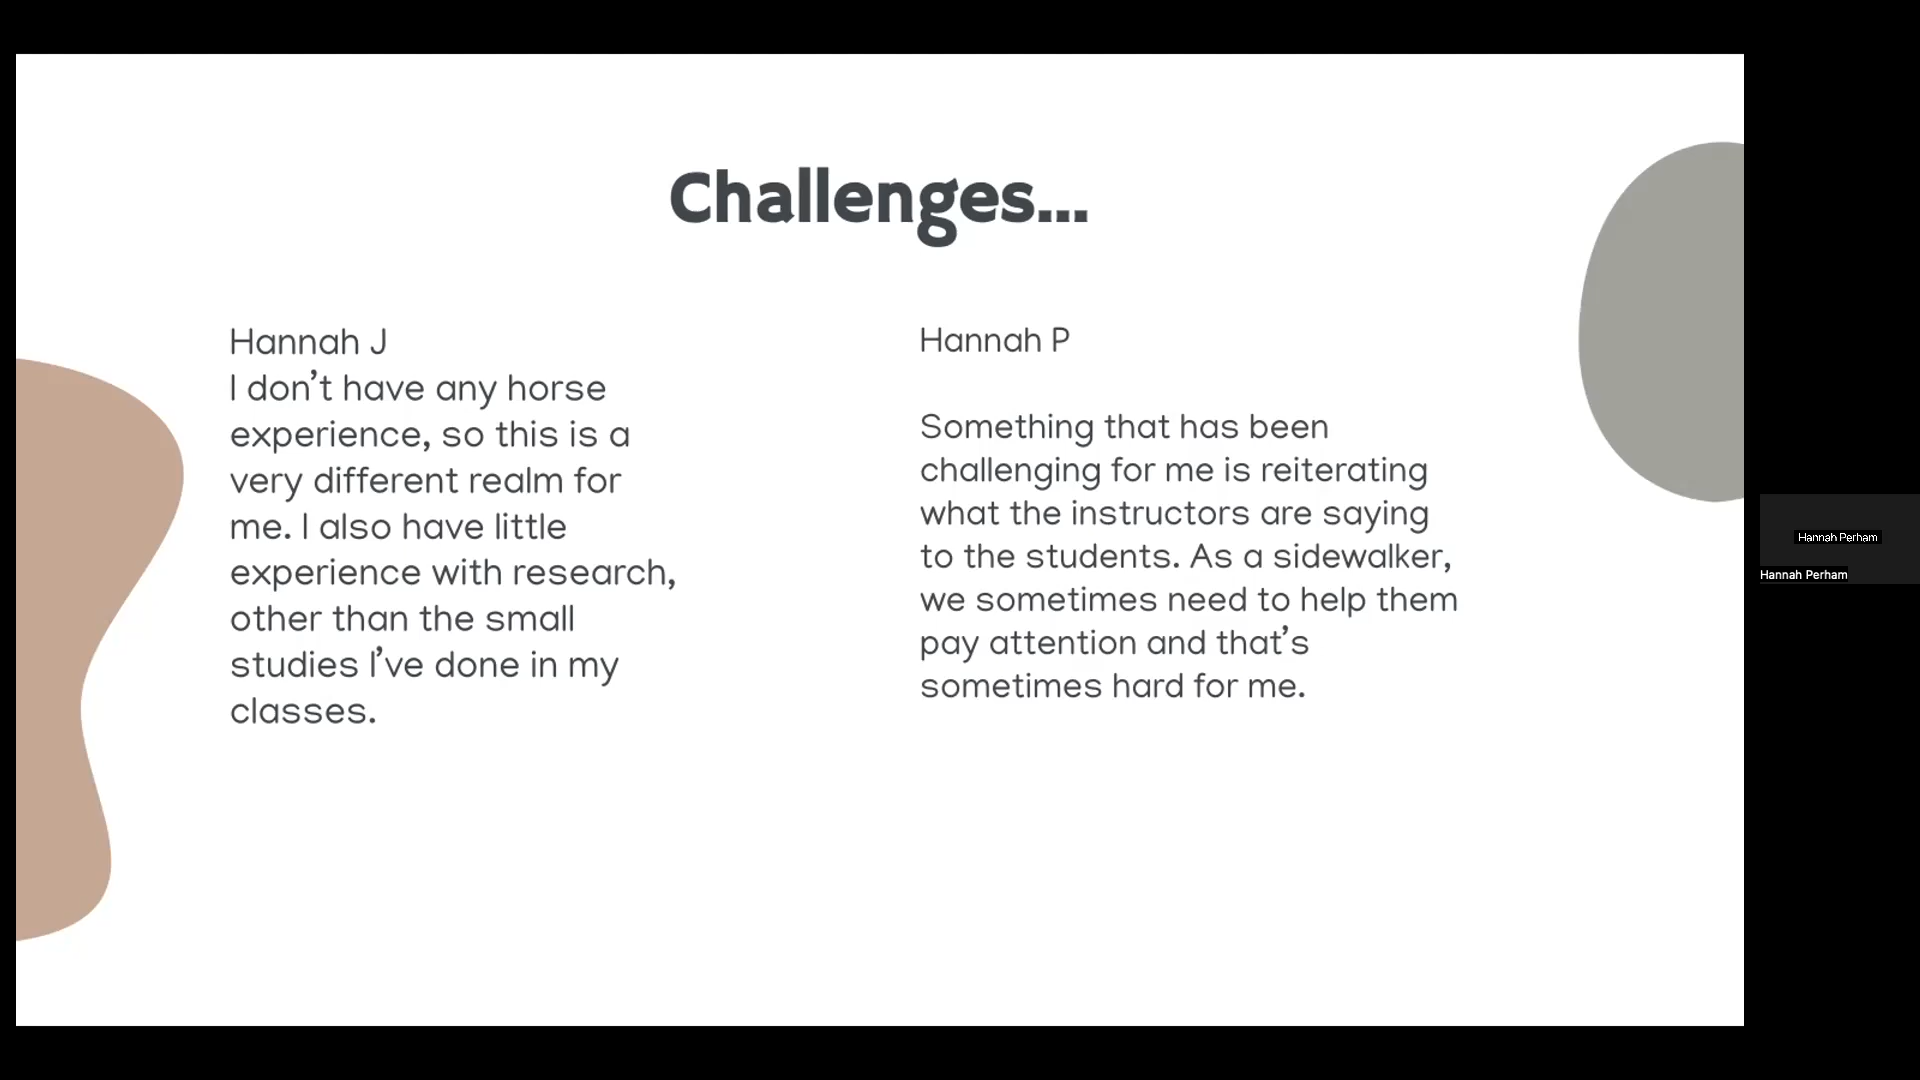 Challenges...
Hannah J
I don’t have any horse
experience, so this is a
very different realm for
me. I also have little
experience with research,
other than the small
studies I’ve done in my
classes.
Hannah P
Something that has been
challenging for me is reiterating
what the instructors are saying
to the students. As a sidewalker,
we sometimes need to help them
pay attention and that’s
sometimes hard for me.
Hannah Perham
Hannah Perham